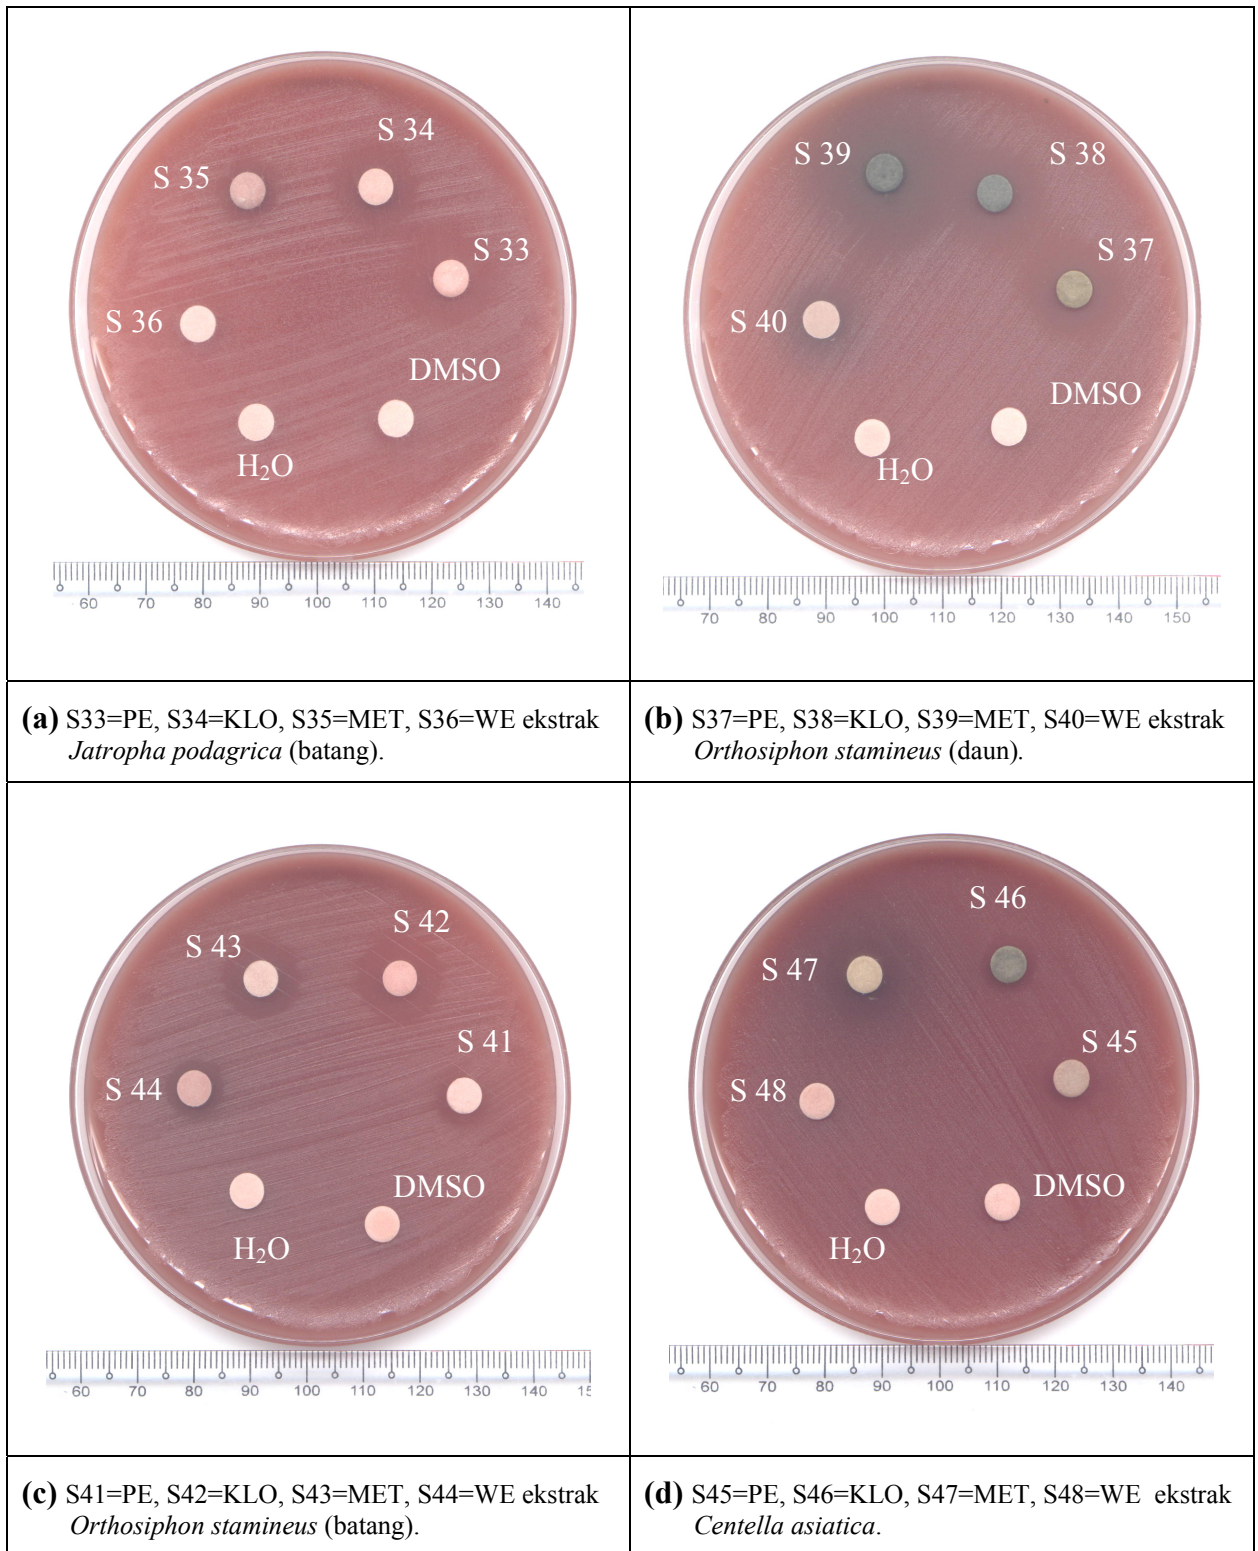 S 34
S 35
S 33
S 36
DMSO
H₂O
60 70 80 90 100 110 120 130 140
S 39
S 38
S 37
S 40
DMSO
H₂O
70 80 90 100 110 120 130 140 150
(a) S33=PE, S34=KLO, S35=MET, S36=WE ekstrak
Jatropha podagrica (batang).
(b) S37=PE, S38=KLO, S39=MET, S40=WE ekstrak
Orthosiphon stamineus (daun).
S 42
S 43
S 41
S 44
DMSO
H₂O
60 70 80 90 100 110 120 130 140
S 46
S 47
S 45
S 48
DMSO
H₂O
60 70 80 90 100 110 120 130 140
(c) S41=PE, S42=KLO, S43=MET, S44=WE ekstrak
Orthosiphon stamineus (batang).
(d) S45=PE, S46=KLO, S47=MET, S48=WE ekstrak
Centella asiatica.